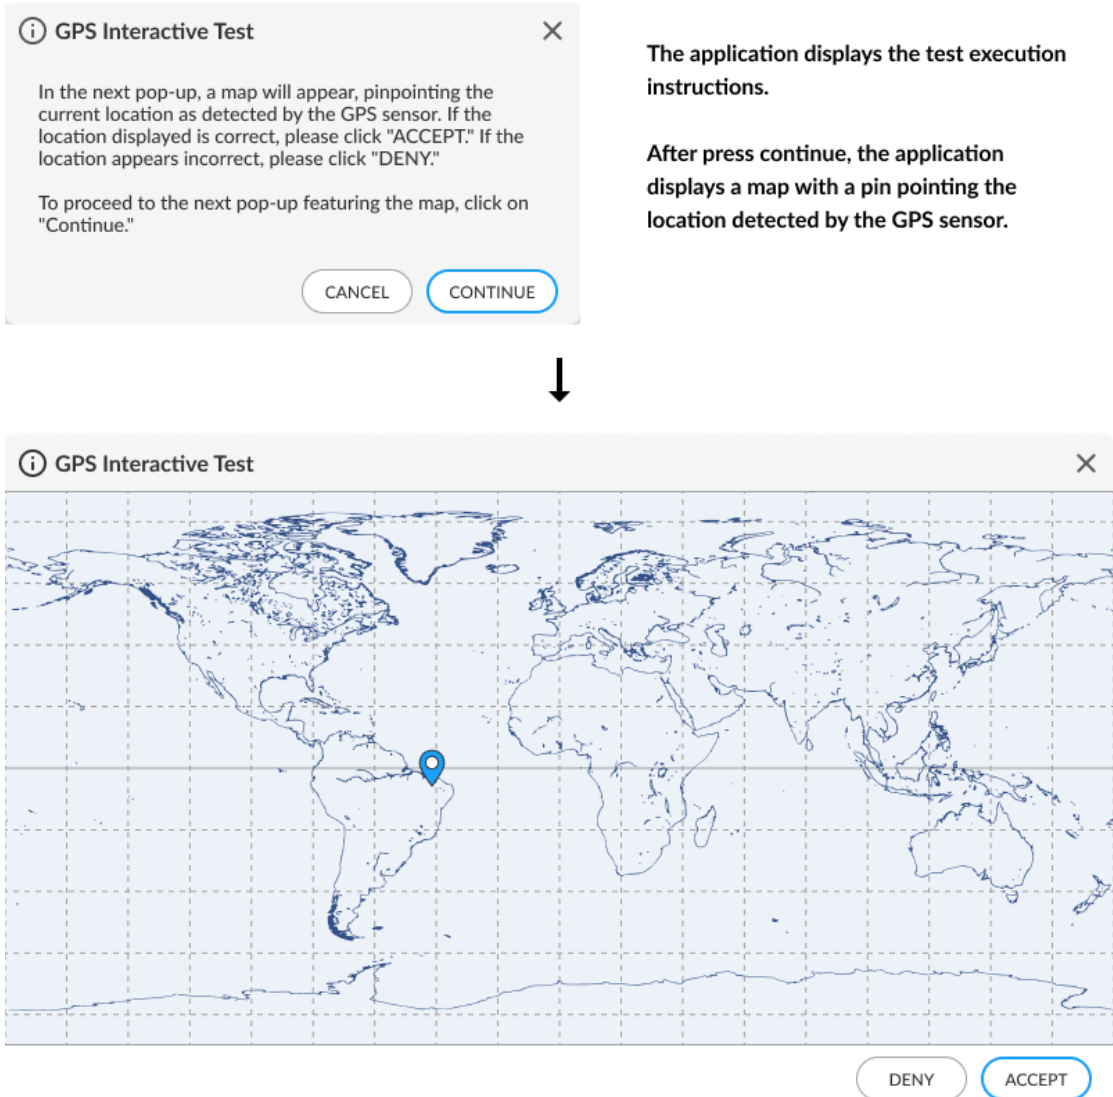 GPS Interactive Test
In the next pop-up, a map will appear, pinpointing the
current location as detected by the GPS sensor. If the
location displayed is correct, please click "ACCEPT." If the
location appears incorrect, please click "DENY."
To proceed to the next pop-up featuring the map, click on
"Continue."
CANCEL
CONTINUE
The application displays the test execution
instructions.
After press continue, the application
displays a map with a pin pointing the
location detected by the GPS sensor.
GPS Interactive Test
DENY
ACCEPT